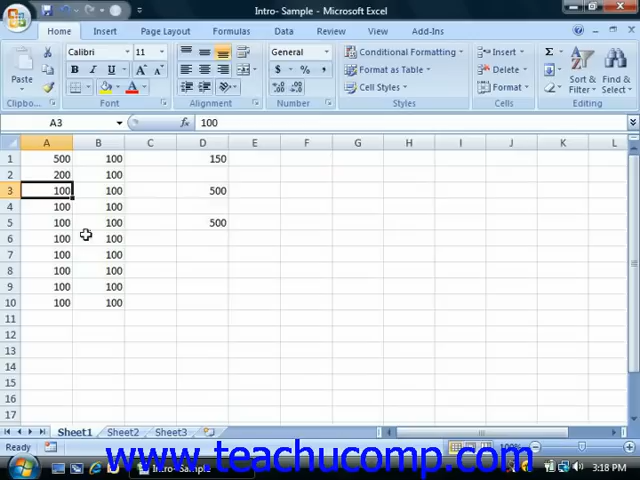 Intro- Sample - Microsoft Excel
Home Insert Page Layout Formulas Data Review View Add-Ins
Paste Calibri 11 General Conditional Formatting Insert Σ
B I U A A Format as Table Delete Sort & Filter Find & Select
$ % , Cell Styles Format
Clipbo... Font Alignment Number Styles Cells Editing
A3 fx 100
A B C D E F G H I J K L
1 500 100 150
2 200 100
3 100 100 500
4 100 100
5 100 100 500
6 100 100
7 100 100
8 100 100
9 100 100
10 100 100
11
12
13
14
15
16
17
Sheet1 Sheet2 Sheet3
Ready 100%
www.teachucomp.com
Intro-Sample 3:18 PM